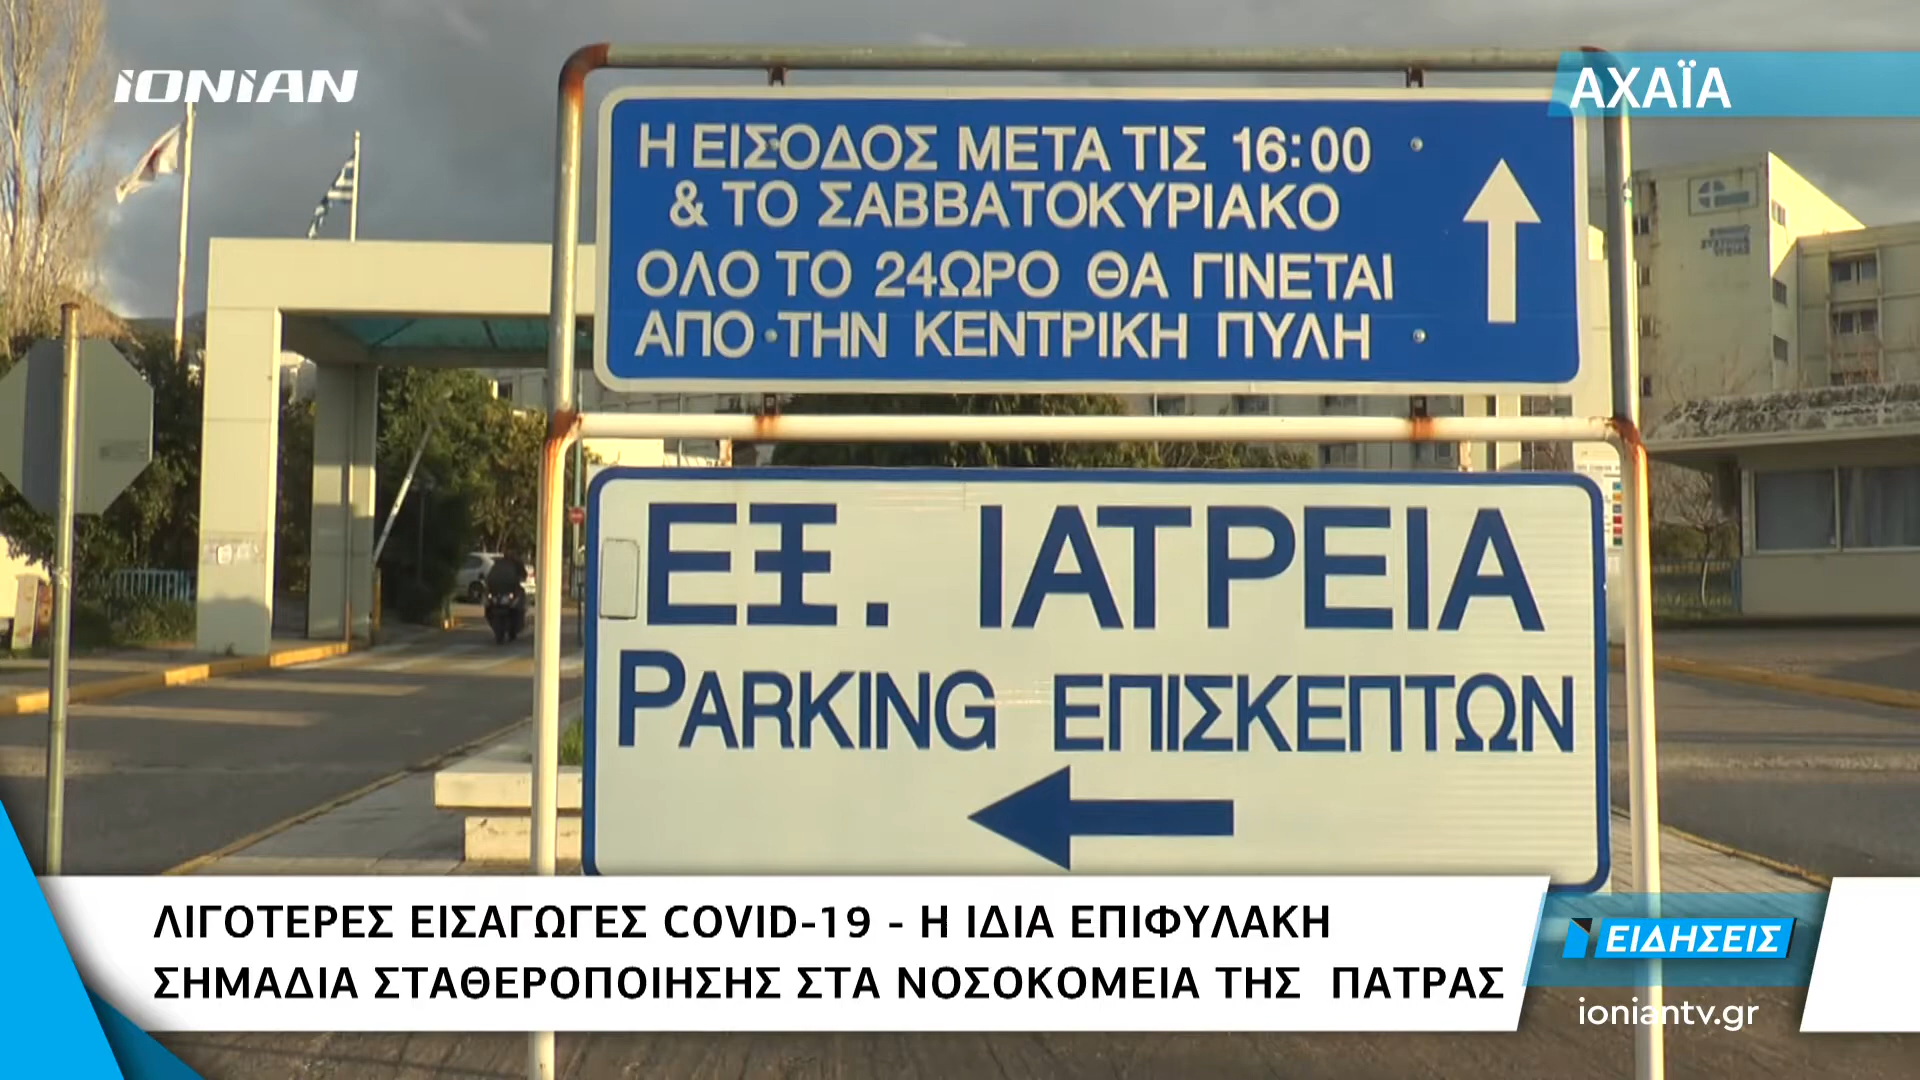 IONIAN
ΑΧΑΪΑ
Η ΕΙΣΟΔΟΣ ΜΕΤΑ ΤΙΣ 16:00
& ΤΟ ΣΑΒΒΑΤΟΚΥΡΙΑΚΟ
ΟΛΟ ΤΟ 24ΩΡΟ ΘΑ ΓΙΝΕΤΑΙ
ΑΠΟ ΤΗΝ ΚΕΝΤΡΙΚΗ ΠΥΛΗ
ΕΞ. ΙΑΤΡΕΙΑ
PARKING ΕΠΙΣΚΕΠΤΩΝ
ΛΙΓΟΤΕΡΕΣ ΕΙΣΑΓΩΓΕΣ COVID-19 - Η ΙΔΙΑ ΕΠΙΦΥΛΑΚΗ
ΣΗΜΑΔΙΑ ΣΤΑΘΕΡΟΠΟΙΗΣΗΣ ΣΤΑ ΝΟΣΟΚΟΜΕΙΑ ΤΗΣ ΠΑΤΡΑΣ
ΕΙΔΗΣΕΙΣ
ioniantv.gr